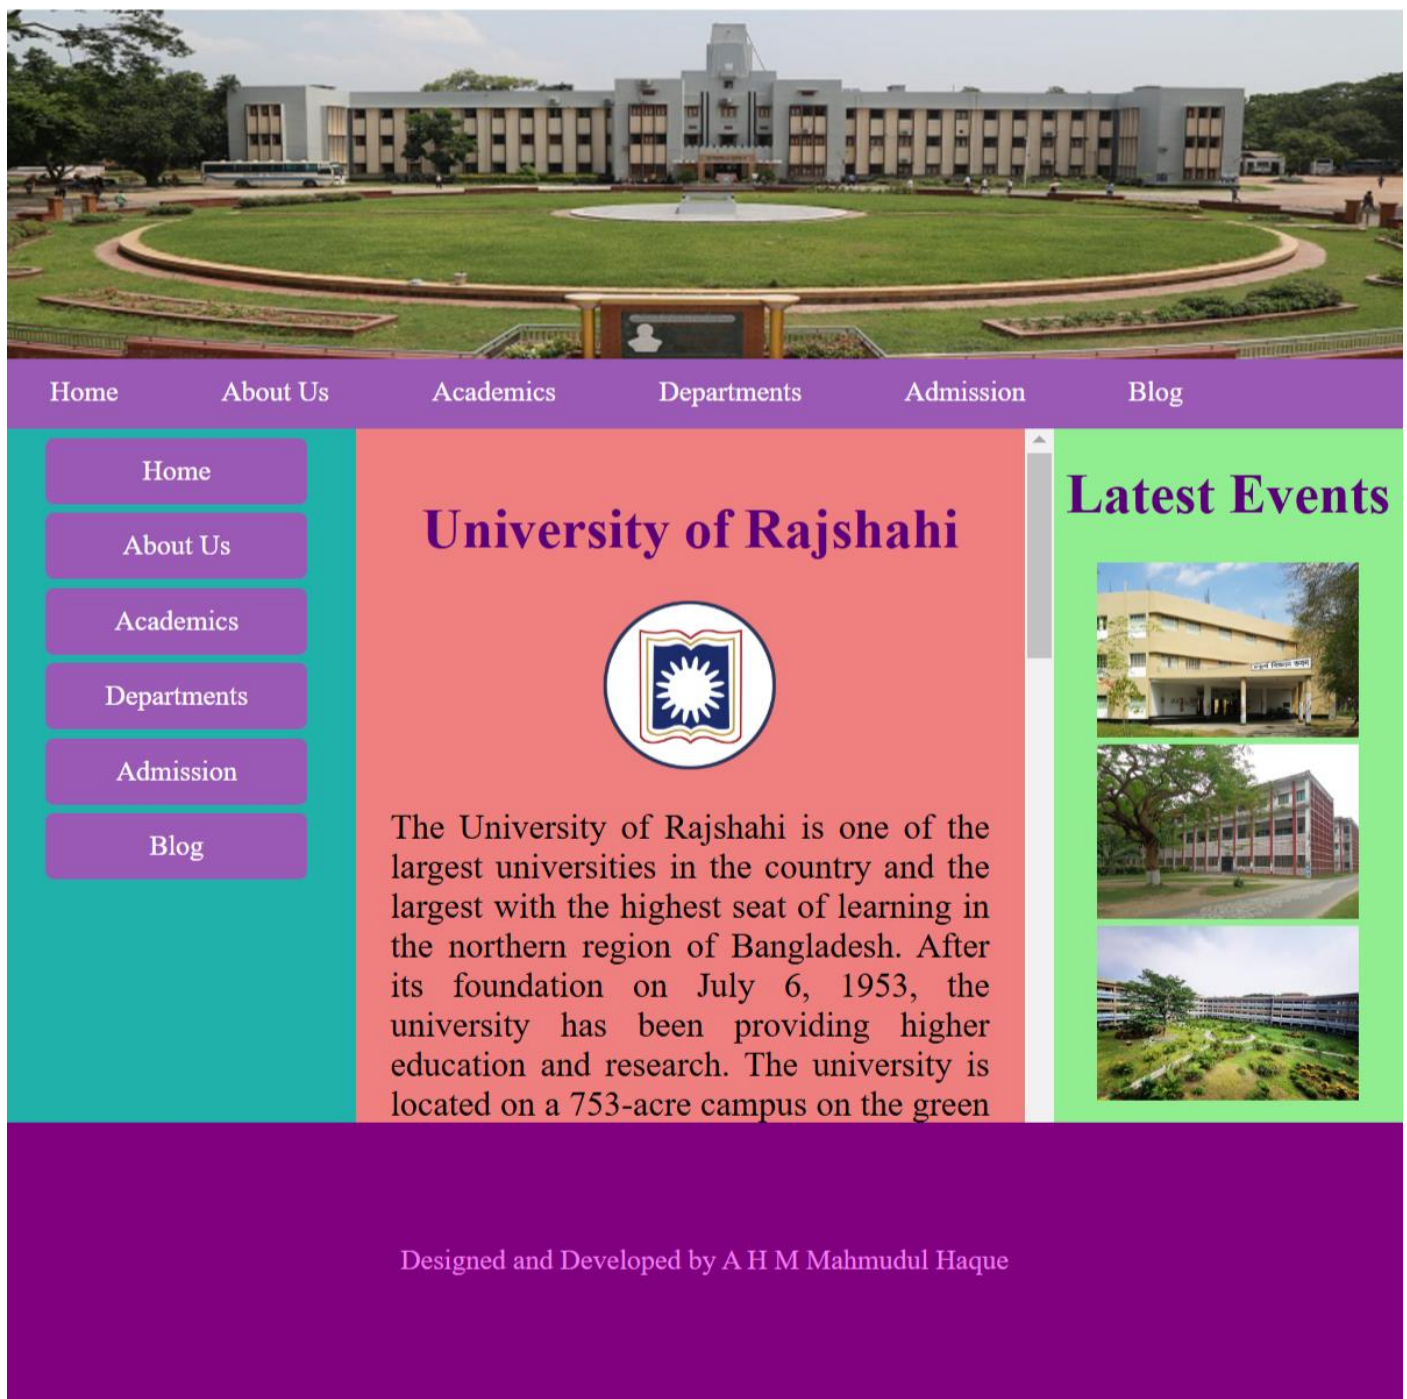 Home About Us Academics Departments Admission Blog
Home
About Us
Academics
Departments
Admission
Blog
University of Rajshahi
The University of Rajshahi is one of the
largest universities in the country and the
largest with the highest seat of learning in
the northern region of Bangladesh. After
its foundation on July 6, 1953, the
university has been providing higher
education and research. The university is
located on a 753-acre campus on the green
Latest Events
Designed and Developed by A H M Mahmudul Haque